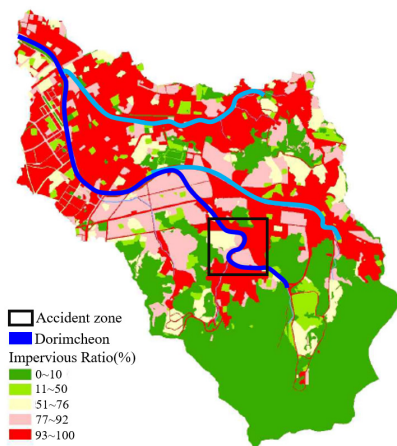 Accident zone
Dorimcheon
Impervious Ratio(%)
0~10
11~50
51~76
77~92
93~100